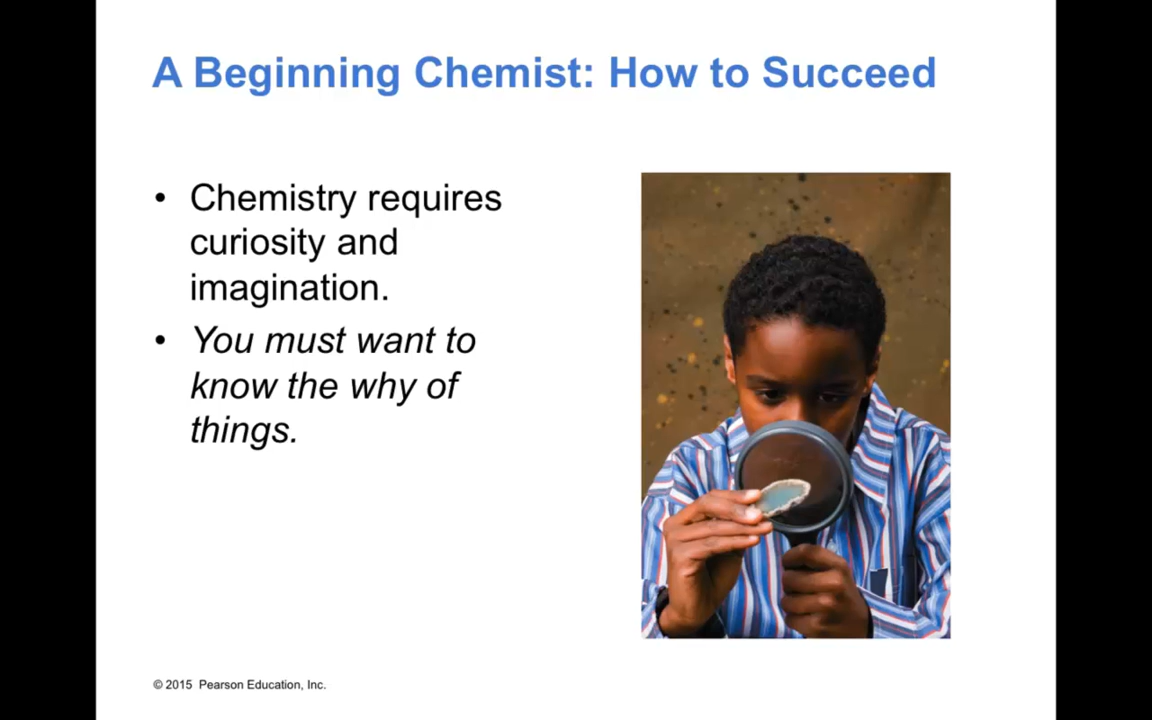 A Beginning Chemist: How to Succeed
• Chemistry requires
curiosity and
imagination.
• You must want to
know the why of
things.
© 2015 Pearson Education, Inc.